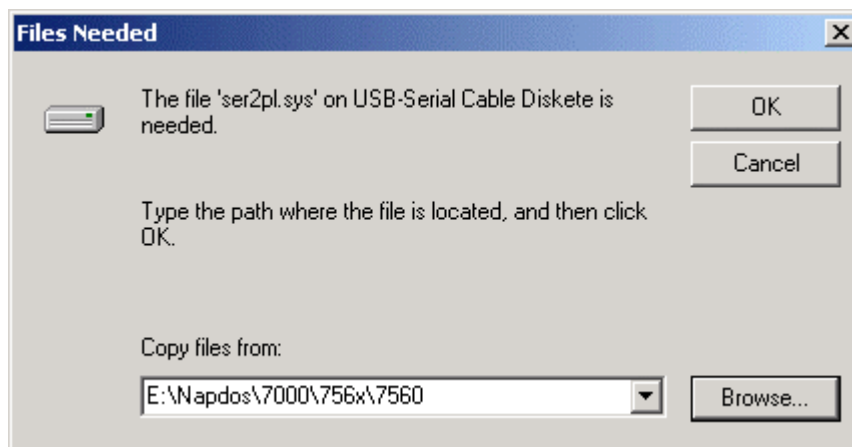 Files Needed
The file 'ser2pl.sys' on USB-Serial Cable Diskete is
needed.
OK
Cancel
Type the path where the file is located, and then click
OK.
Copy files from:
E:\Napdos\7000\756x\7560
Browse...